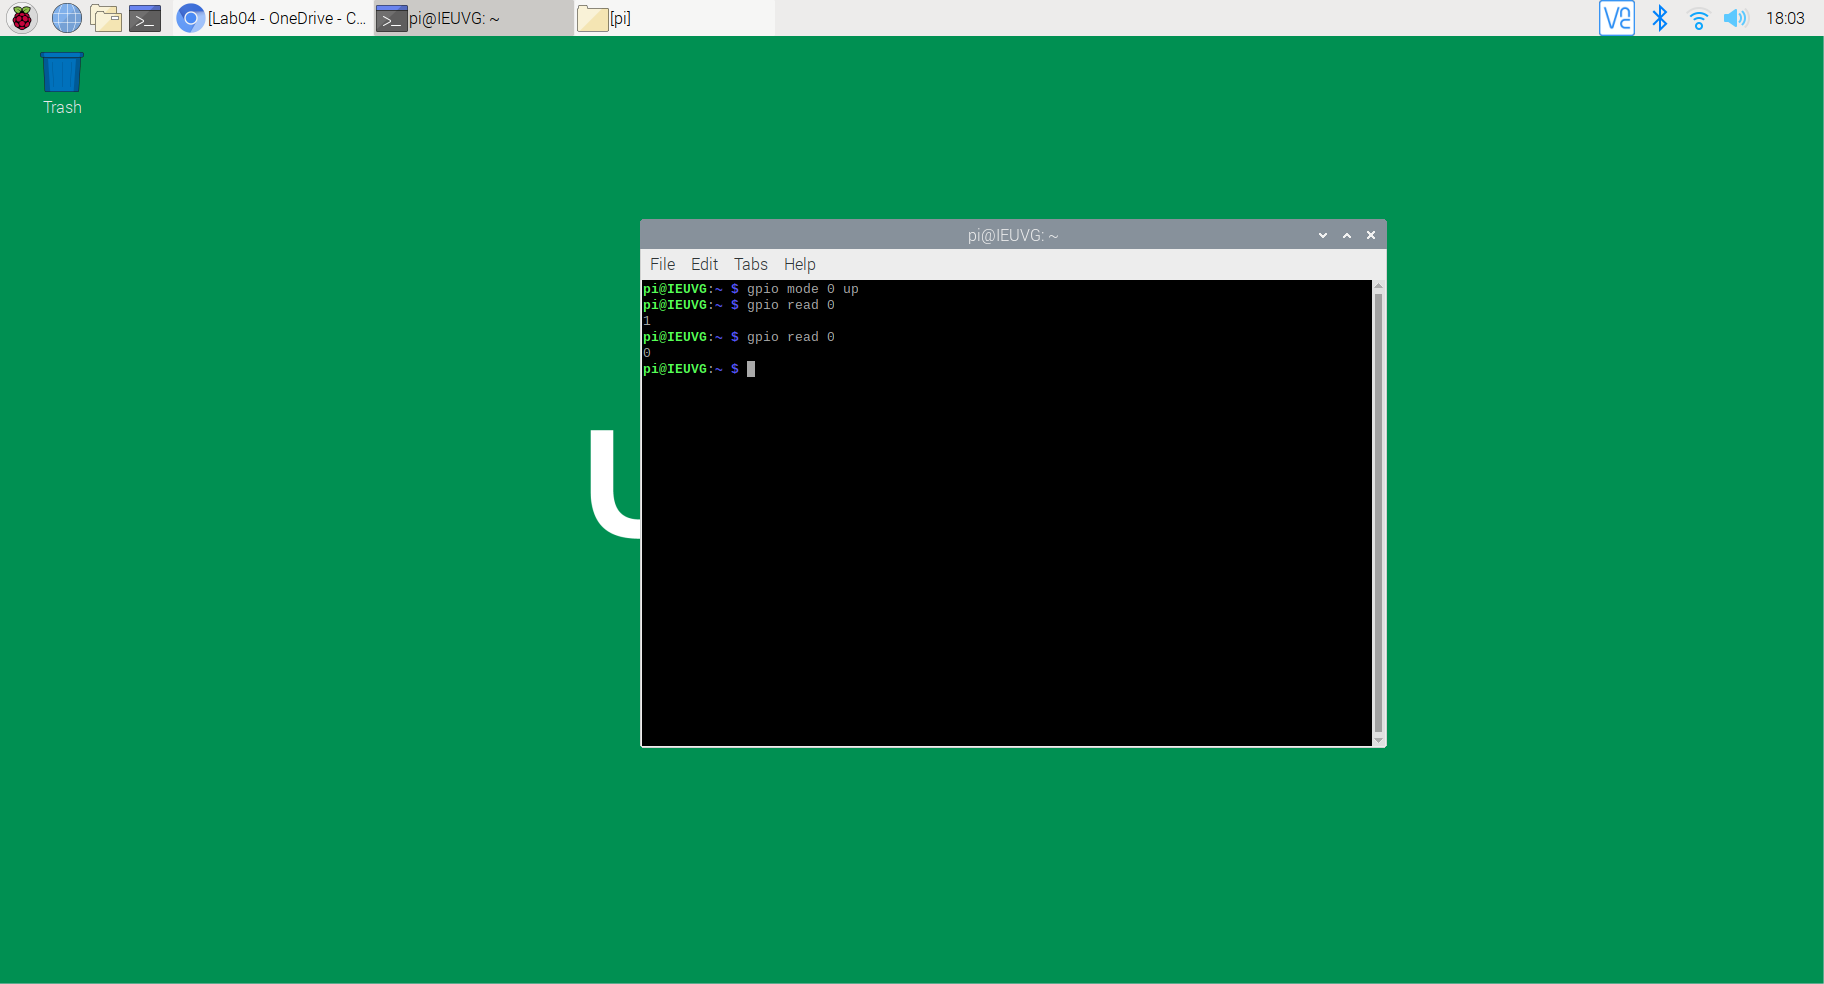 [Lab04 - OneDrive - C...
pi@IEUVG: ~
[pi]
18:03
Trash
pi@IEUVG: ~
File Edit Tabs Help
pi@IEUVG:~ $ gpio mode 0 up
pi@IEUVG:~ $ gpio read 0
1
pi@IEUVG:~ $ gpio read 0
0
pi@IEUVG:~ $